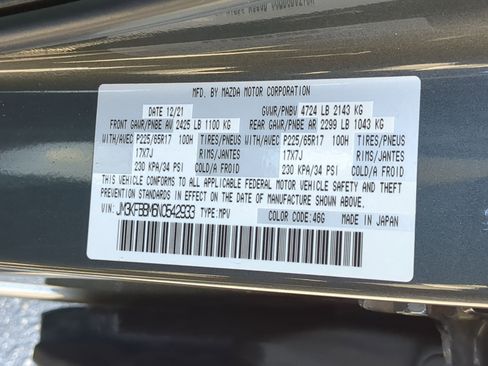 MFD. BY MAZDA MOTOR CORPORATION
DATE 12/21 GVWR/PNBV 4724 LB 2143 KG
FRONT GAWR/PNBE AV 2425 LB 1100 KG REAR GAWR/PNBE AR 2299 LB 1043 KG
WITH/AVEC P225/65R17 100H TIRES/PNEUS WITH/AVEC P225/65R17 100H TIRES/PNEUS
17X7J RIMS/JANTES 17X7J RIMS/JANTES
230 KPA/34 PSI COLD/A FROID 230 KPA/34 PSI COLD/A FROID
THIS VEHICLE CONFORMS TO ALL APPLICABLE FEDERAL MOTOR VEHICLE SAFETY AND THEFT
PREVENTION STANDARDS IN EFFECT ON THE DATE OF MANUFACTURE SHOWN ABOVE.
VIN: JM3KFBBM6N0542933 TYPE: MPV COLOR CODE: 46G MADE IN JAPAN